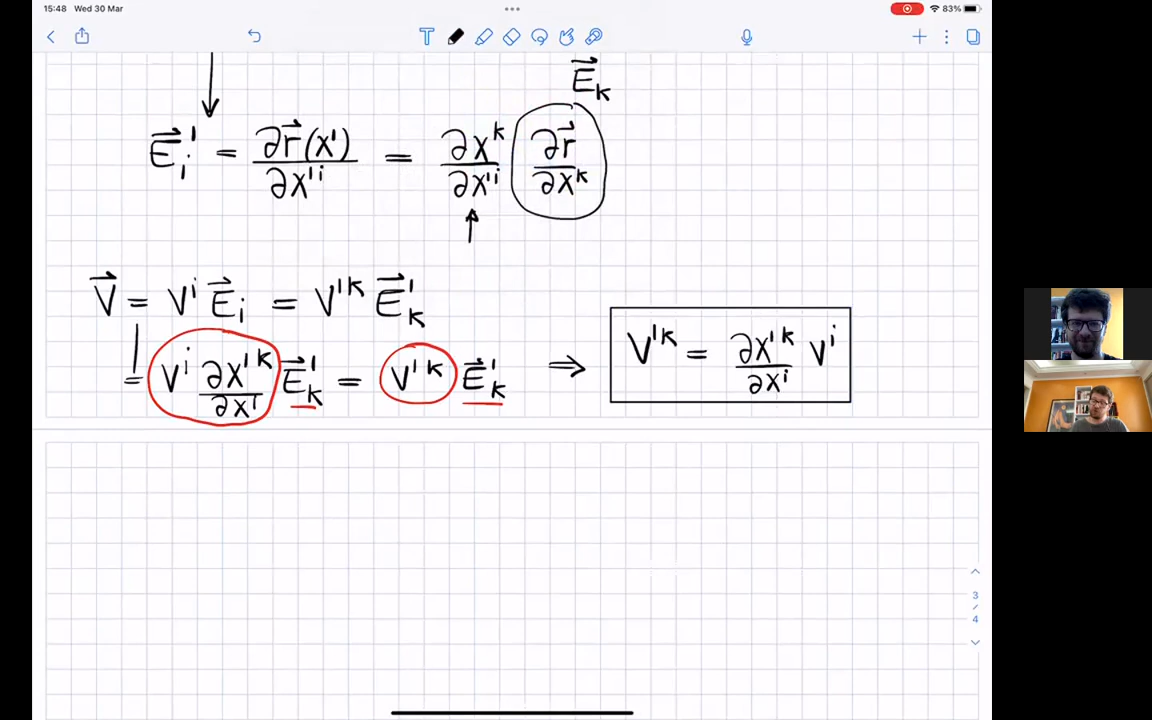 15:48 Wed 30 Mar
83%
T
E⃗ₖ
E⃗ᵢ' = ∂r⃗(x')/∂x'ⁱ = ∂xᵏ/∂x'ⁱ ∂r⃗/∂xᵏ
V⃗ = Vⁱ E⃗ᵢ = V'ᵏ E⃗ₖ'
= Vⁱ ∂x'ᵏ/∂xⁱ E⃗ₖ' = V'ᵏ E⃗ₖ' ⇒ V'ᵏ = ∂x'ᵏ/∂xⁱ Vⁱ
3
/
4